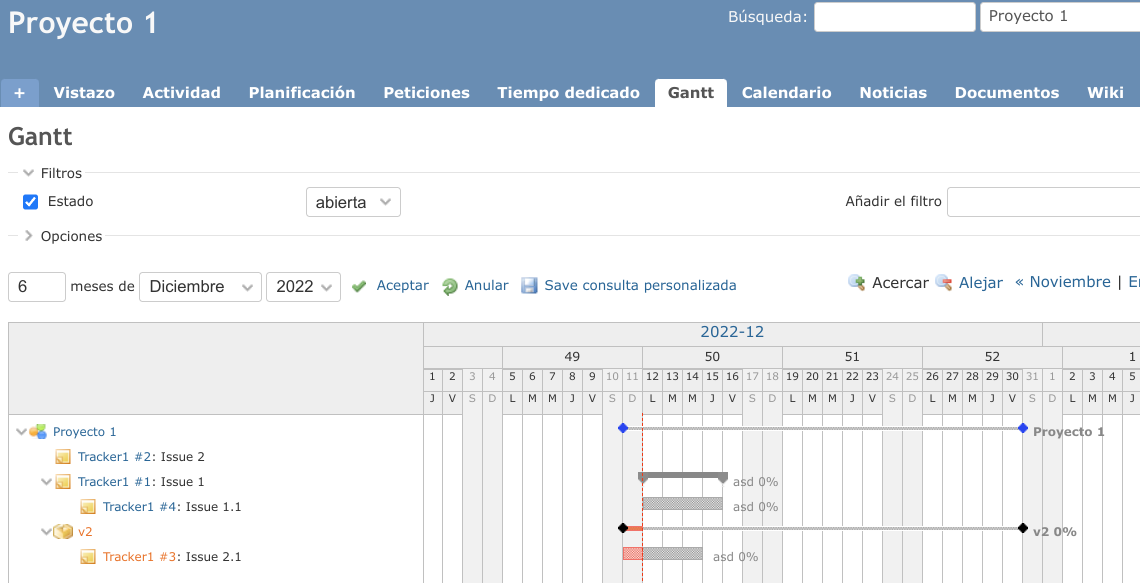 Proyecto 1
Búsqueda: Proyecto 1
+ Vistazo Actividad Planificación Peticiones Tiempo dedicado Gantt Calendario Noticias Documentos Wiki
Gantt
Filtros
Estado abierta Añadir el filtro
Opciones
6 meses de Diciembre 2022 Aceptar Anular Save consulta personalizada Acercar Alejar « Noviembre | En
2022-12
49 50 51 52 1
1 2 3 4 5 6 7 8 9 10 11 12 13 14 15 16 17 18 19 20 21 22 23 24 25 26 27 28 29 30 31 1 2 3 4 5
J V S D L M M J V S D L M M J V S D L M M J V S D L M M J V S D L M M J
Proyecto 1 Proyecto 1
Tracker1 #2: Issue 2
Tracker1 #1: Issue 1 asd 0%
Tracker1 #4: Issue 1.1 asd 0%
v2 v2 0%
Tracker1 #3: Issue 2.1 asd 0%